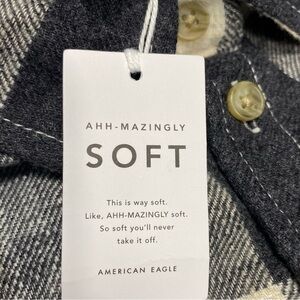 AHH-MAZINGLY
SOFT
This is way soft.
Like, AHH-MAZINGLY soft.
So soft you'll never
take it off.
AMERICAN EAGLE